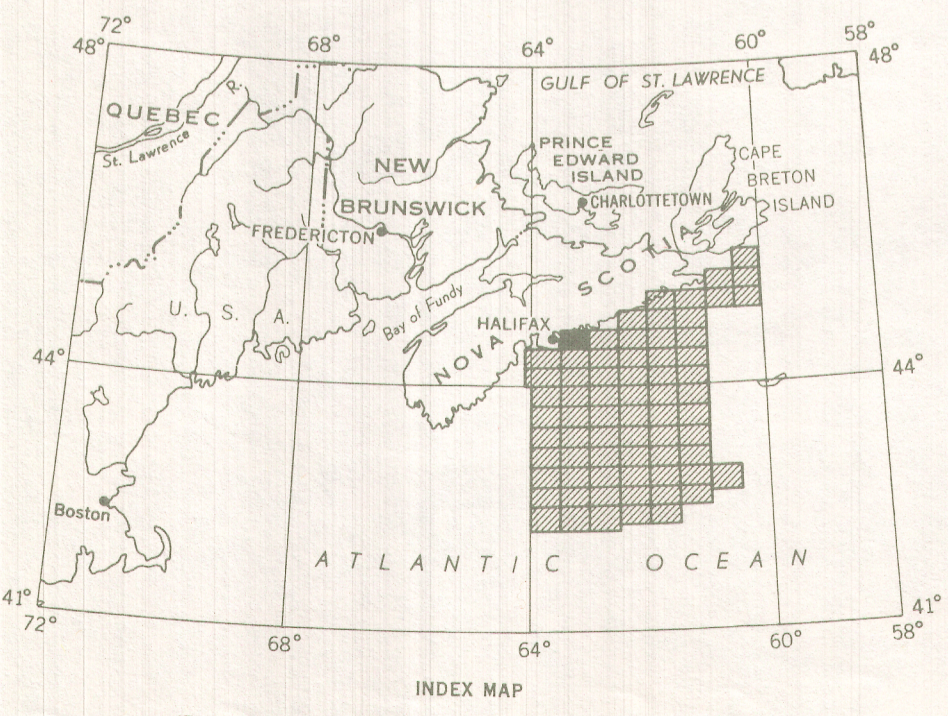 72°
68°
64°
60°
58°
48°
48°
GULF OF ST. LAWRENCE
R.
QUEBEC
St. Lawrence
PRINCE
EDWARD
ISLAND
CAPE
BRETON
ISLAND
NEW
BRUNSWICK
CHARLOTTETOWN
FREDERICTON
NOVA SCOTIA
Bay of Fundy
U. S. A.
HALIFAX
44°
44°
Boston
ATLANTIC OCEAN
41°
41°
72°
68°
64°
60°
58°
INDEX MAP